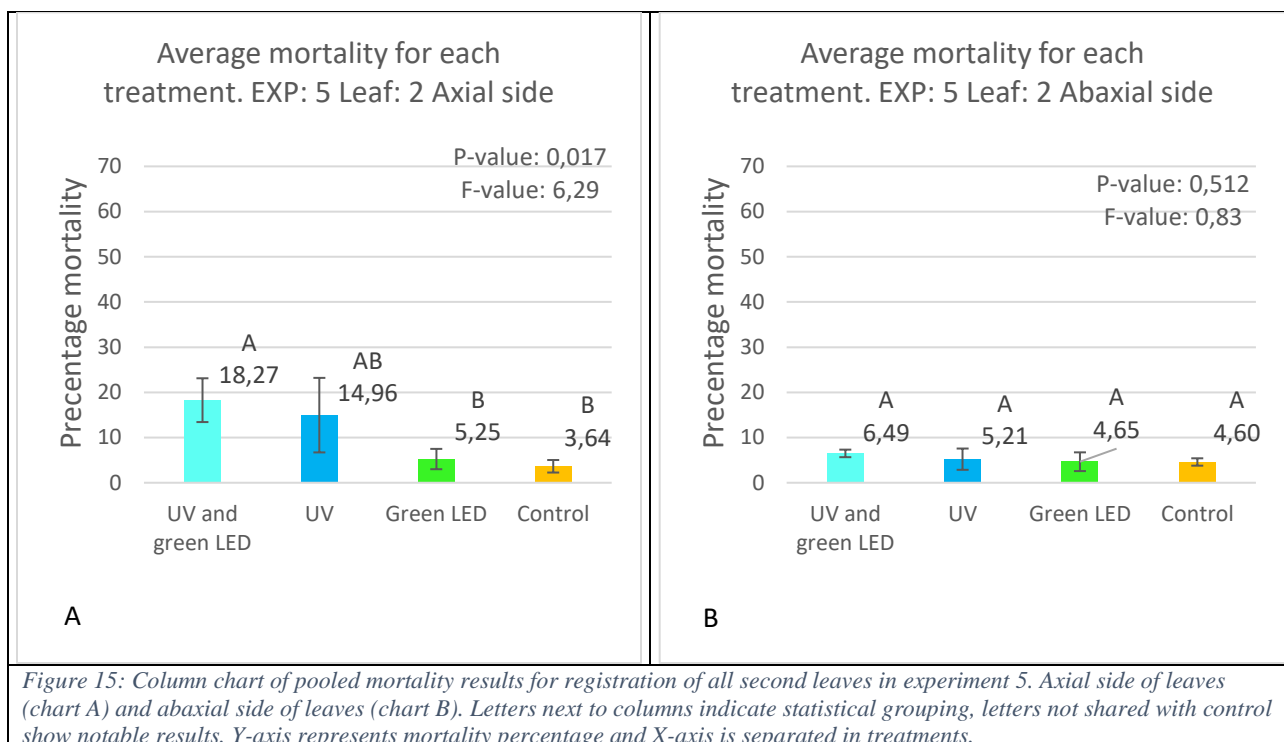 Average mortality for each
treatment. EXP: 5 Leaf: 2 Axial side
P-value: 0,017
F-value: 6,29
Precentage mortality
70
60
50
40
30
20
10
0
A
18,27
AB
14,96
B
5,25
B
3,64
UV and
green LED
UV
Green LED
Control
A
Average mortality for each
treatment. EXP: 5 Leaf: 2 Abaxial side
P-value: 0,512
F-value: 0,83
Precentage mortality
70
60
50
40
30
20
10
0
A
6,49
A
5,21
A
4,65
A
4,60
UV and
green LED
UV
Green LED
Control
B
Figure 15: Column chart of pooled mortality results for registration of all second leaves in experiment 5. Axial side of leaves
(chart A) and abaxial side of leaves (chart B). Letters next to columns indicate statistical grouping, letters not shared with control
show notable results. Y-axis represents mortality percentage and X-axis is separated in treatments.